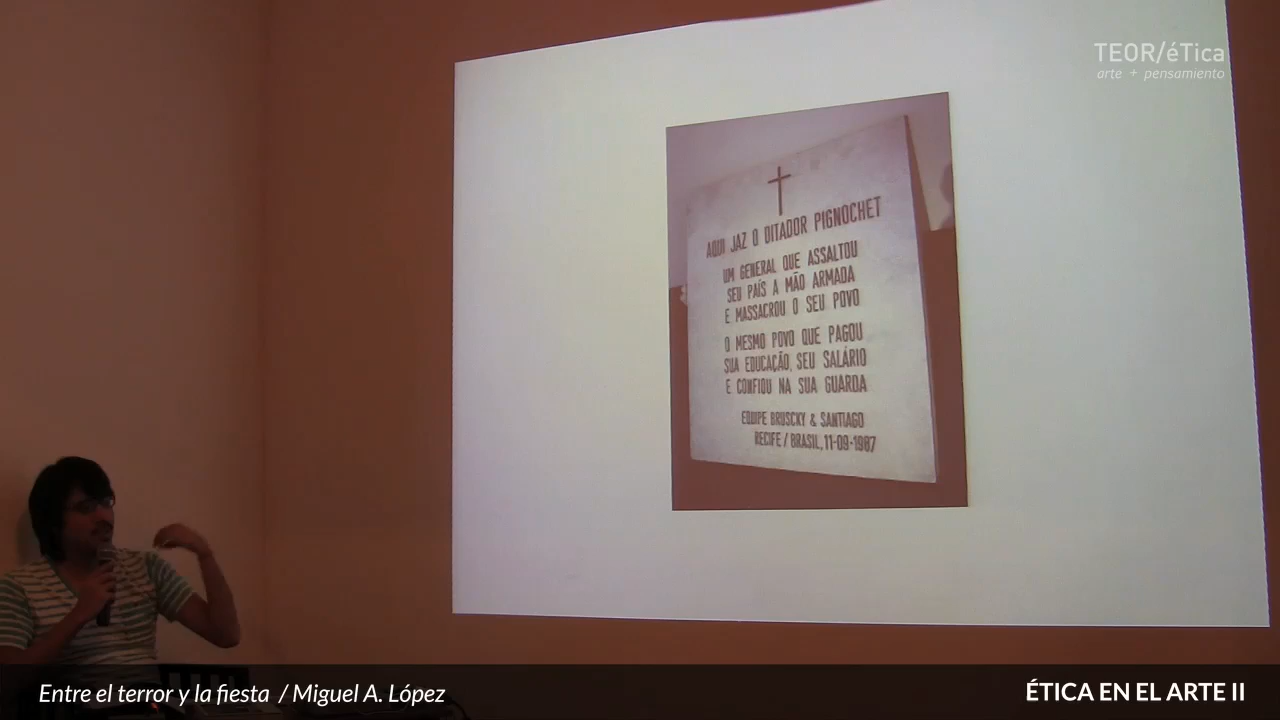 TEOR/éTica
arte + pensamiento
AQUI JAZ O DITADOR PIGNOCHET
UM GENERAL QUE ASSALTOU
SEU PAÍS A MÃO ARMADA
E MASSACROU O SEU POVO
O MESMO POVO QUE PAGOU
SUA EDUCAÇÃO, SEU SALÁRIO
E CONFIOU NA SUA GUARDA
EQUIPE BRUSCKY & SANTIAGO
RECIFE / BRASIL, 11-09-1987
Entre el terror y la fiesta / Miguel A. López
ÉTICA EN EL ARTE II